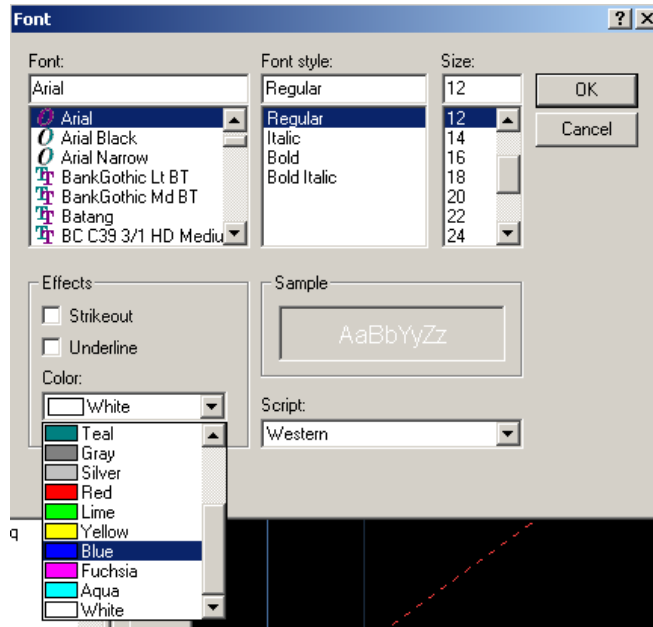 Font
Font:
Arial
Arial
Arial Black
Arial Narrow
BankGothic Lt BT
BankGothic Md BT
Batang
BC C39 3/1 HD Mediu
Font style:
Regular
Regular
Italic
Bold
Bold Italic
Size:
12
12
14
16
18
20
22
24
OK
Cancel
Effects
Strikeout
Underline
Color:
White
Teal
Gray
Silver
Red
Lime
Yellow
Blue
Fuchsia
Aqua
White
Sample
AaBbYyZz
Script:
Western
q